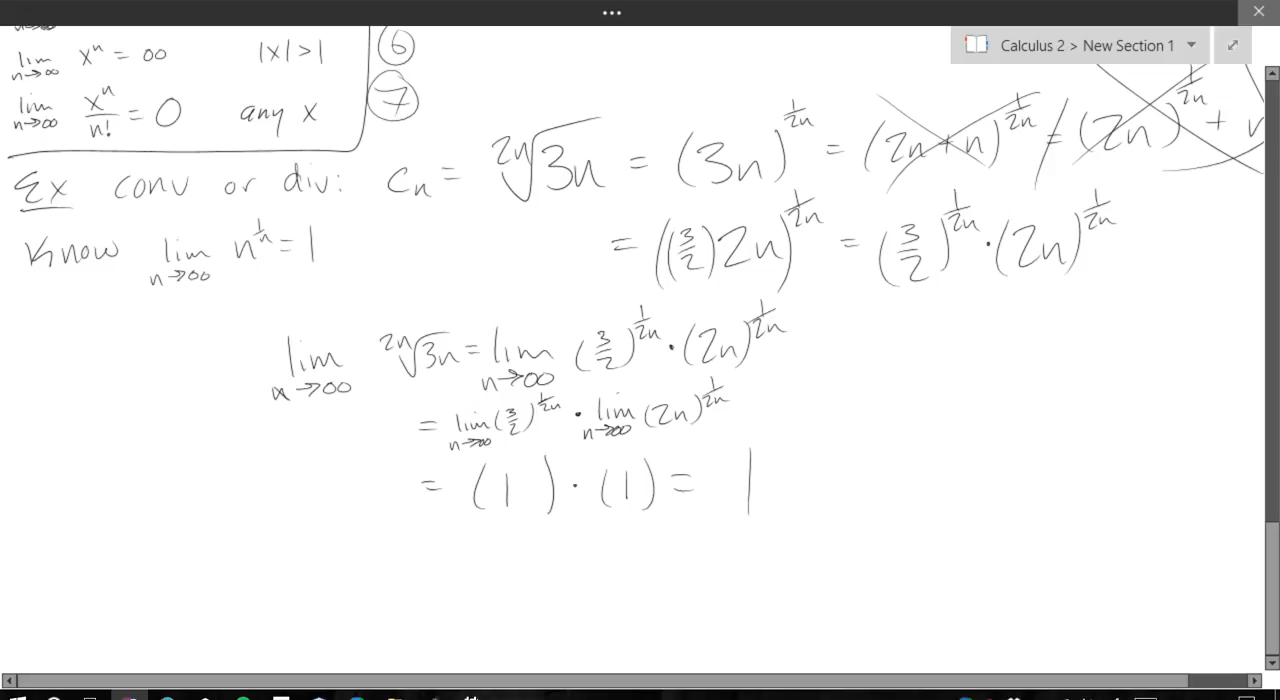 Calculus 2 > New Section 1
lim n→∞ xⁿ = ∞ |x| > 1 ⑥
lim n→∞ xⁿ/n! = 0 any x ⑦
Ex conv or div: cₙ = ²ⁿ√3n = (3n)^(1/2n) = (2n+n)^(1/2n) = (2n)^(1/2n) +
Know lim n→∞ n^(1/n) = 1 = ((3/2)2n)^(1/2n) = (3/2)^(1/2n) · (2n)^(1/2n)
lim n→∞ ²ⁿ√3n = lim n→∞ (3/2)^(1/2n) · (2n)^(1/2n)
= lim n→∞ (3/2)^(1/2n) · lim n→∞ (2n)^(1/2n)
= (1) · (1) = 1